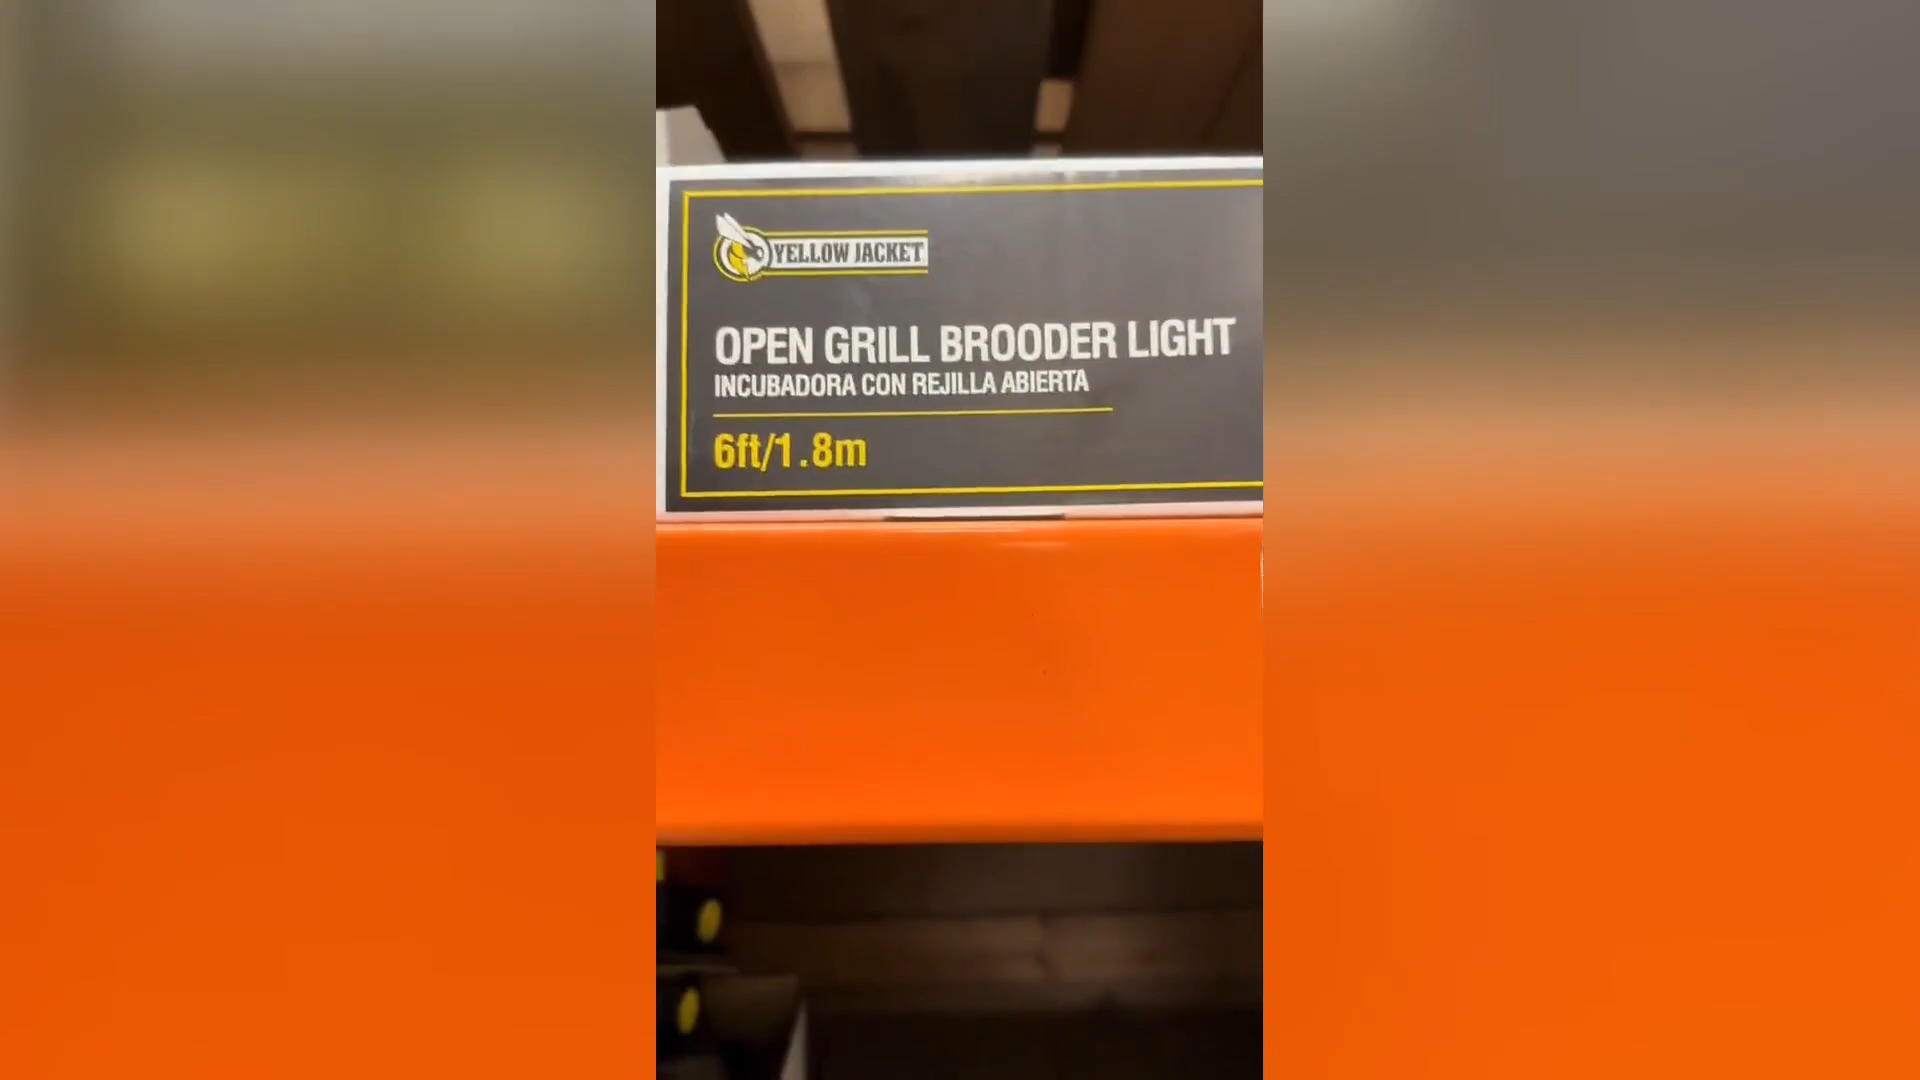 YELLOW JACKET
OPEN GRILL BROODER LIGHT
INCUBADORA CON REJILLA ABIERTA
6ft/1.8m